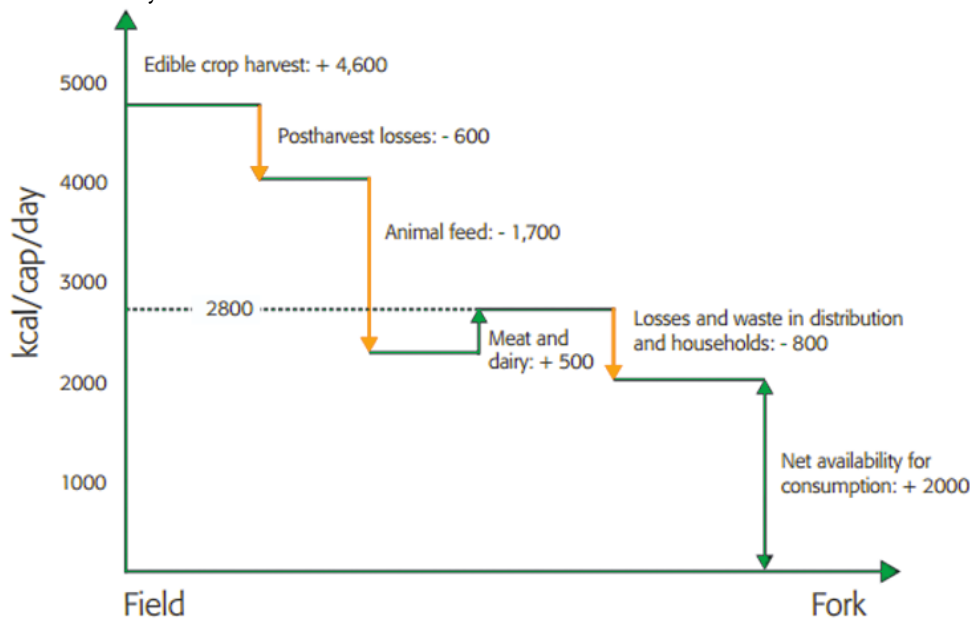 kcal/cap/day
5000
4000
3000
2000
1000
Edible crop harvest: + 4,600
Postharvest losses: - 600
Animal feed: - 1,700
2800
Meat and
dairy: + 500
Losses and waste in distribution
and households: - 800
Net availability for
consumption: + 2000
Field
Fork